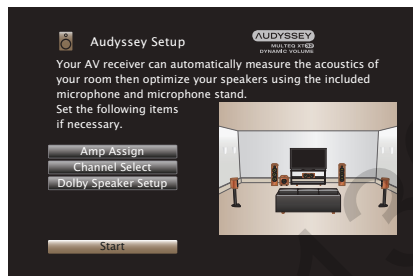 Audyssey Setup
AUDYSSEY
MULTEQ XT32
DYNAMIC VOLUME
Your AV receiver can automatically measure the acoustics of
your room then optimize your speakers using the included
microphone and microphone stand.
Set the following items
if necessary.
Amp Assign
Channel Select
Dolby Speaker Setup
Start